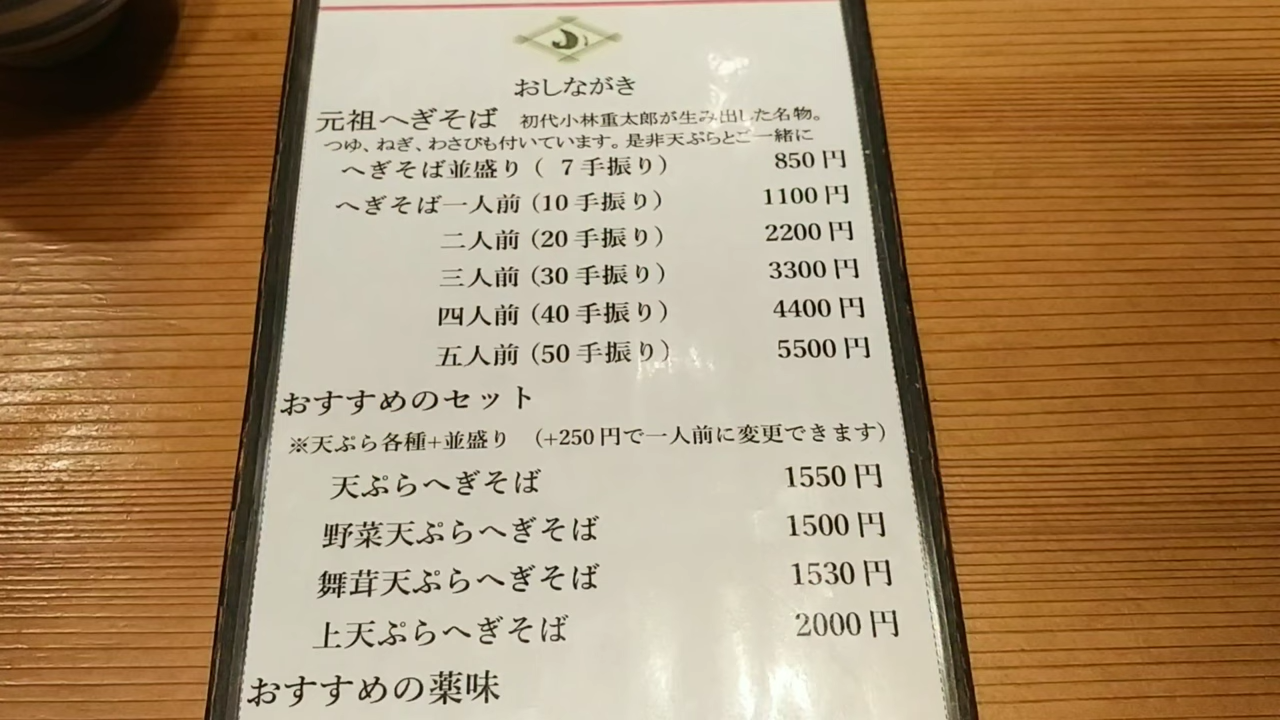 おしながき
元祖へぎそば 初代小林重太郎が生み出した名物。
つゆ、ねぎ、わさびも付いています。是非天ぷらとご一緒に
へぎそば並盛り（ 7手振り） 850円
へぎそば一人前（10手振り） 1100円
二人前（20手振り） 2200円
三人前（30手振り） 3300円
四人前（40手振り） 4400円
五人前（50手振り） 5500円
おすすめのセット
※天ぷら各種+並盛り （+250円で一人前に変更できます）
天ぷらへぎそば 1550円
野菜天ぷらへぎそば 1500円
舞茸天ぷらへぎそば 1530円
上天ぷらへぎそば 2000円
おすすめの薬味